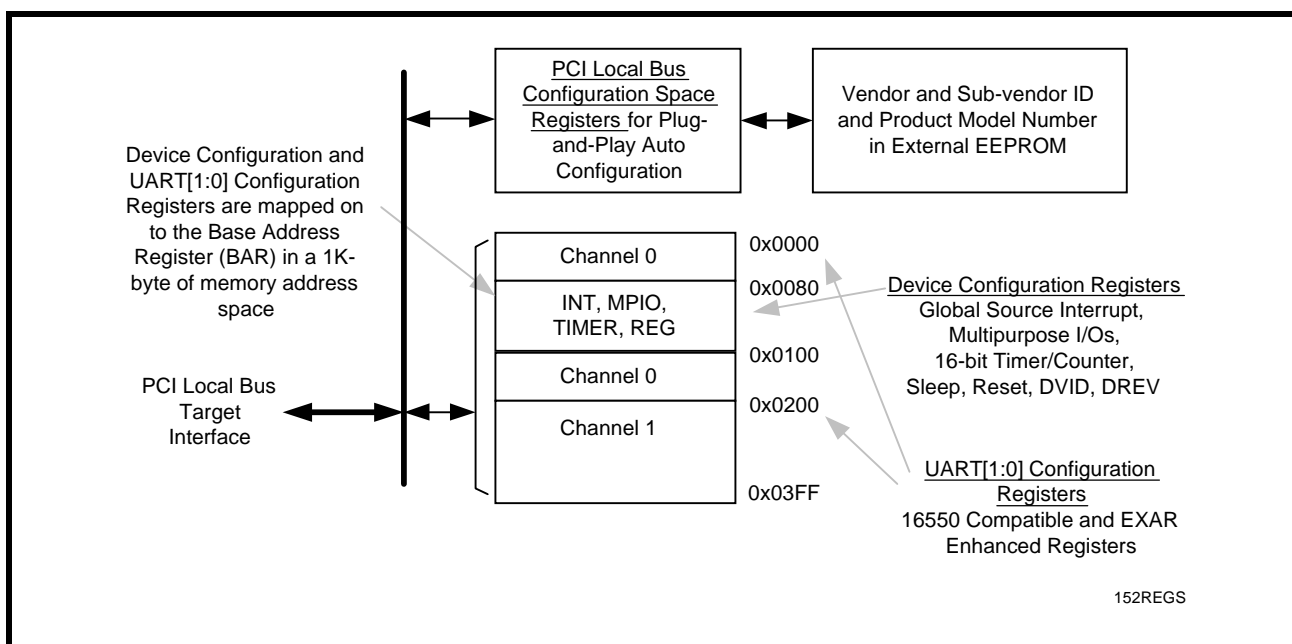 PCI Local Bus
Configuration Space
Registers for Plug-
and-Play Auto
Configuration
Vendor and Sub-vendor ID
and Product Model Number
in External EEPROM
Device Configuration and
UART[1:0] Configuration
Registers are mapped on
to the Base Address
Register (BAR) in a 1K-
byte of memory address
space
PCI Local Bus
Target
Interface
Channel 0
INT, MPIO,
TIMER, REG
Channel 0
Channel 1
0x0000
0x0080
0x0100
0x0200
0x03FF
Device Configuration Registers
Global Source Interrupt,
Multipurpose I/Os,
16-bit Timer/Counter,
Sleep, Reset, DVID, DREV
UART[1:0] Configuration
Registers
16550 Compatible and EXAR
Enhanced Registers
152REGS